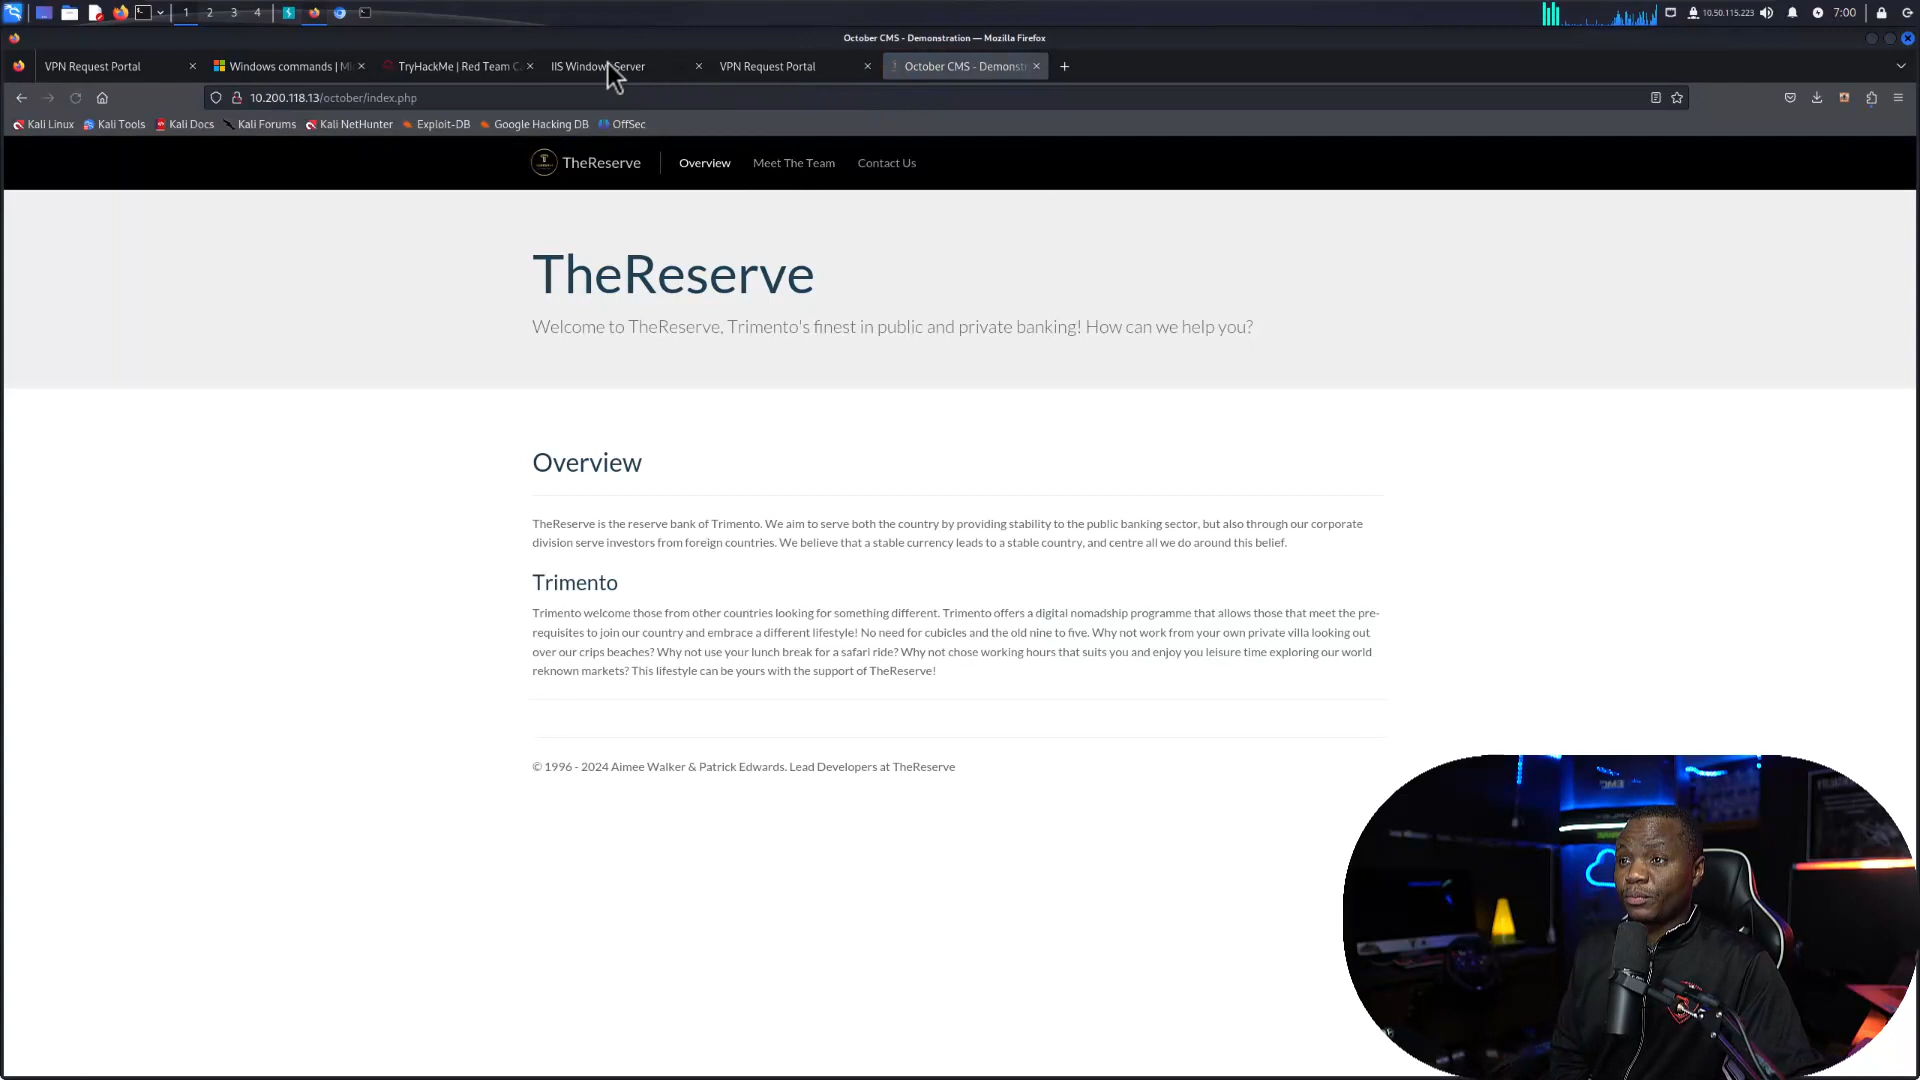 1 2 3 4
10.50.115.223
7:00
October CMS - Demonstration — Mozilla Firefox
VPN Request Portal
Windows commands | Mi
TryHackMe | Red Team C
IIS Windows Server
VPN Request Portal
October CMS - Demonst
10.200.118.13/october/index.php
Kali Linux Kali Tools Kali Docs Kali Forums Kali NetHunter Exploit-DB Google Hacking DB OffSec
TheReserve Overview Meet The Team Contact Us
TheReserve
Welcome to TheReserve, Trimento's finest in public and private banking! How can we help you?
Overview
TheReserve is the reserve bank of Trimento. We aim to serve both the country by providing stability to the public banking sector, but also through our corporate
division serve investors from foreign countries. We believe that a stable currency leads to a stable country, and centre all we do around this belief.
Trimento
Trimento welcome those from other countries looking for something different. Trimento offers a digital nomadship programme that allows those that meet the pre-
requisites to join our country and embrace a different lifestyle! No need for cubicles and the old nine to five. Why not work from your own private villa looking out
over our crips beaches? Why not use your lunch break for a safari ride? Why not chose working hours that suits you and enjoy you leisure time exploring our world
reknown markets? This lifestyle can be yours with the support of TheReserve!
© 1996 - 2024 Aimee Walker & Patrick Edwards. Lead Developers at TheReserve